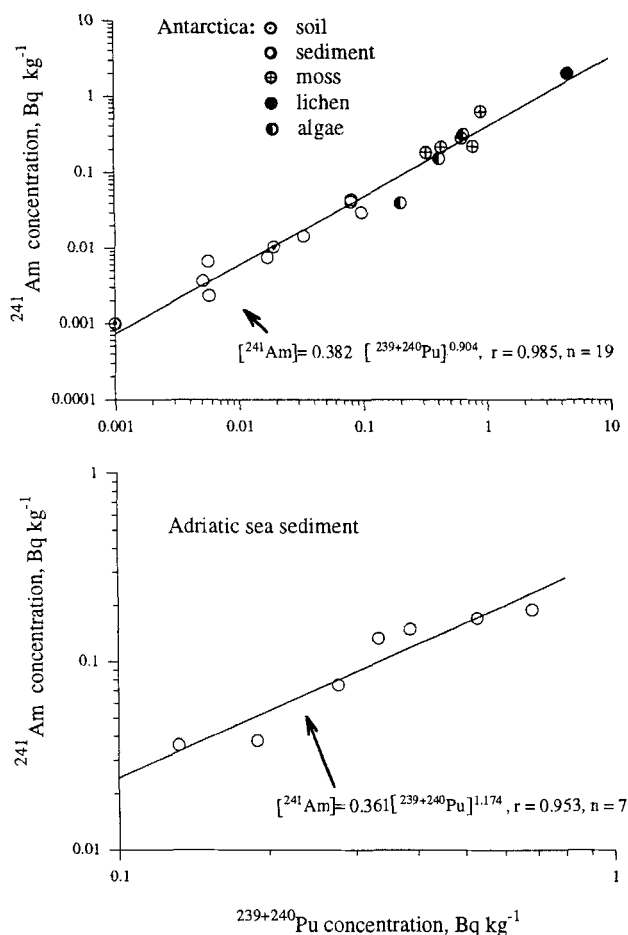 Antarctica: soil
sediment
moss
lichen
algae
10
1
0.1
0.01
0.001
0.0001
²⁴¹Am concentration, Bq kg⁻¹
[²⁴¹Am]= 0.382 [²³⁹⁺²⁴⁰Pu]^0.904, r = 0.985, n = 19
0.001 0.01 0.1 1 10
1
0.1
0.01
²⁴¹Am concentration, Bq kg⁻¹
Adriatic sea sediment
[²⁴¹Am]= 0.361[²³⁹⁺²⁴⁰Pu]^1.174, r = 0.953, n = 7
0.1 1
²³⁹⁺²⁴⁰Pu concentration, Bq kg⁻¹